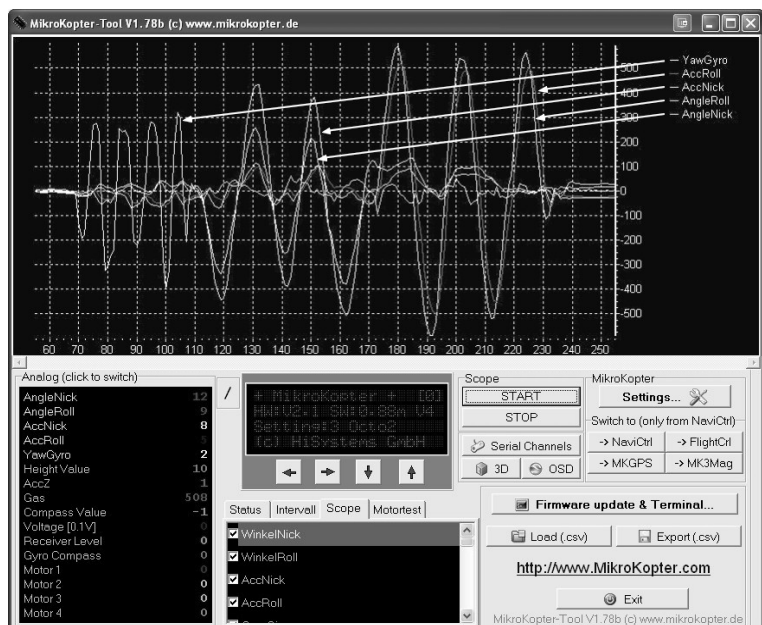 MikroKopter-Tool V1.78b (c) www.mikrokopter.de
YawGyro
AccRoll
AccNick
AngleRoll
AngleNick
500
400
300
200
100
0
-100
-200
-300
-400
-500
60 70 80 90 100 110 120 130 140 150 160 170 180 190 200 210 220 230 240 250
Analog (click to switch)
AngleNick 12
AngleRoll 9
AccNick 8
AccRoll 5
YawGyro 2
Height Value 10
AccZ 1
Gas 508
Compass Value -1
Voltage [0.1V] 0
Receiver Level 0
Gyro Compass 0
Motor 1 0
Motor 2 0
Motor 3 0
Motor 4 0
/
+ MikroKopter + [0]
HW:V2.1 SW:0.88m V4
Setting:3 Octo2
(c) HiSystems GmbH
Status Intervall Scope Motortest
WinkelNick
WinkelRoll
AccNick
AccRoll
Scope
START
STOP
Serial Channels
3D OSD
MikroKopter
Settings...
Switch to (only from NaviCtrl)
-> NaviCtrl -> FlightCrl
-> MKGPS -> MK3Mag
Firmware update & Terminal...
Load (.csv) Export (.csv)
http://www.MikroKopter.com
Exit
MikroKopter-Tool V1.78b (c) www.mikrokopter.de